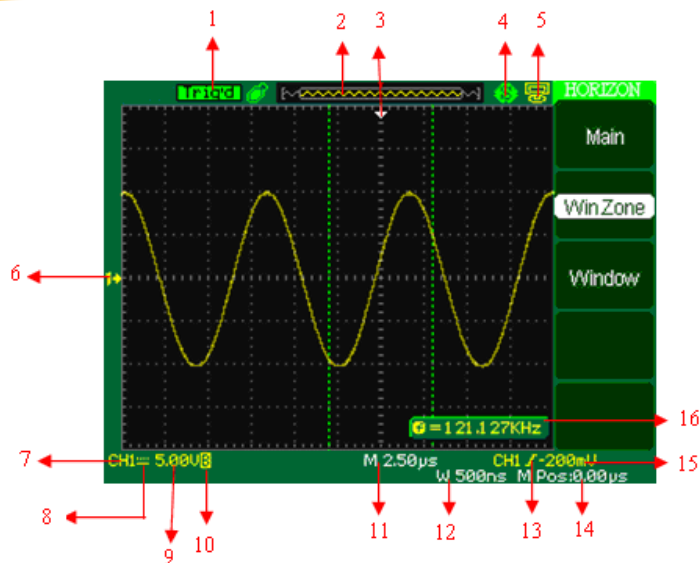 1 2 3 4 5
Trig'd HORIZON
Main
Win Zone
6
Window
=121.127KHz 16
7 CH1 5.00V B M 2.50µs CH1 -200mV 15
W 500ns M Pos:0.00µs
8 9 10 11 12 13 14